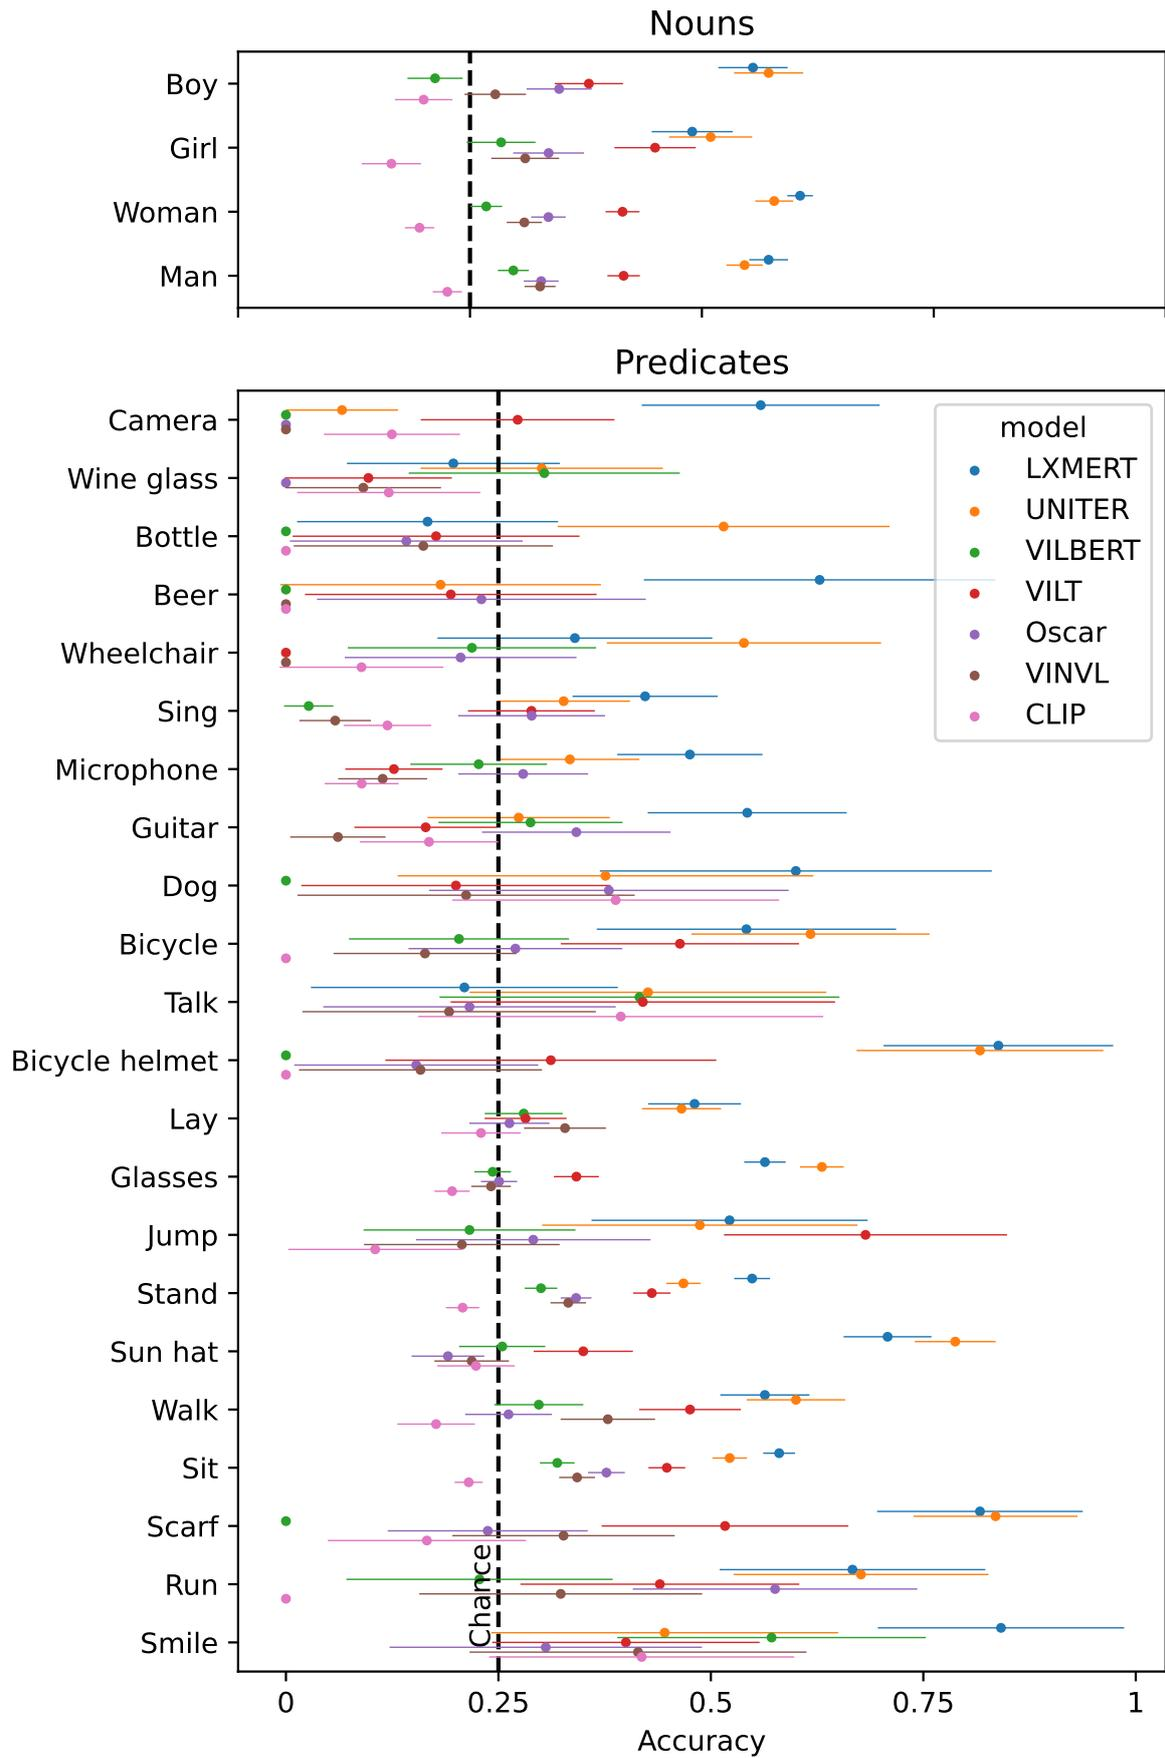 Nouns
Boy
Girl
Woman
Man
Predicates
Camera
Wine glass
Bottle
Beer
Wheelchair
Sing
Microphone
Guitar
Dog
Bicycle
Talk
Bicycle helmet
Lay
Glasses
Jump
Stand
Sun hat
Walk
Sit
Scarf
Run
Smile
model
LXMERT
UNITER
VILBERT
VILT
Oscar
VINVL
CLIP
Chance
0 0.25 0.5 0.75 1
Accuracy